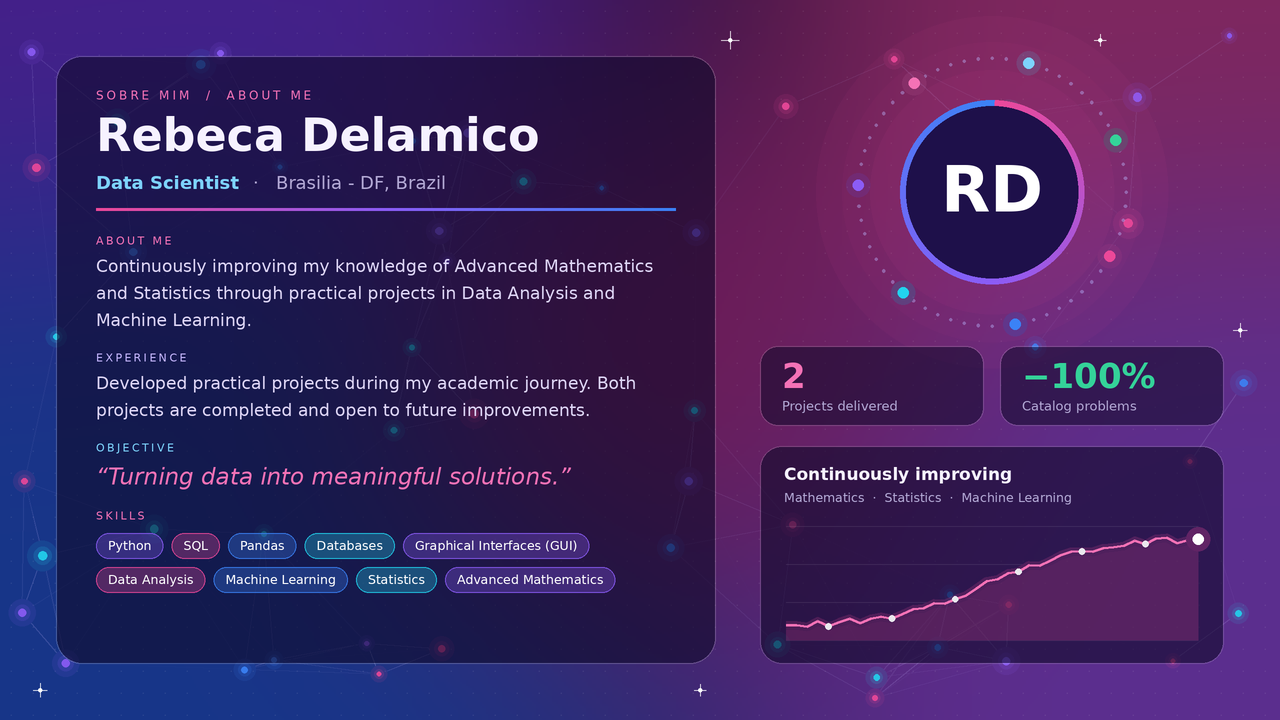 SOBRE MIM / ABOUT ME
Rebeca Delamico
Data Scientist · Brasilia - DF, Brazil
ABOUT ME
Continuously improving my knowledge of Advanced Mathematics
and Statistics through practical projects in Data Analysis and
Machine Learning.
EXPERIENCE
Developed practical projects during my academic journey. Both
projects are completed and open to future improvements.
OBJECTIVE
“Turning data into meaningful solutions.”
SKILLS
Python SQL Pandas Databases Graphical Interfaces (GUI)
Data Analysis Machine Learning Statistics Advanced Mathematics
RD
2
Projects delivered
−100%
Catalog problems
Continuously improving
Mathematics · Statistics · Machine Learning